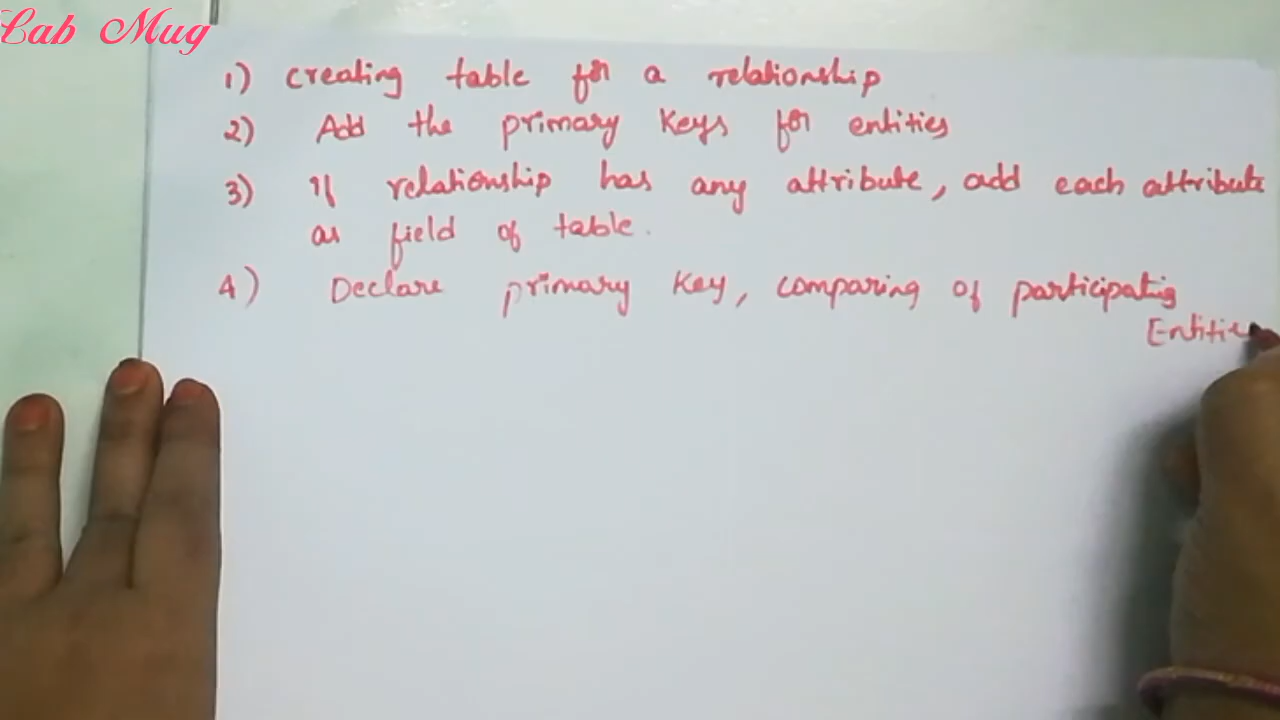 Lab Mug
1) creating table for a relationship
2) Add the primary keys for entities
3) If relationship has any attribute, add each attribute
as field of table.
4) Declare primary key, comparing of participating
Entitie